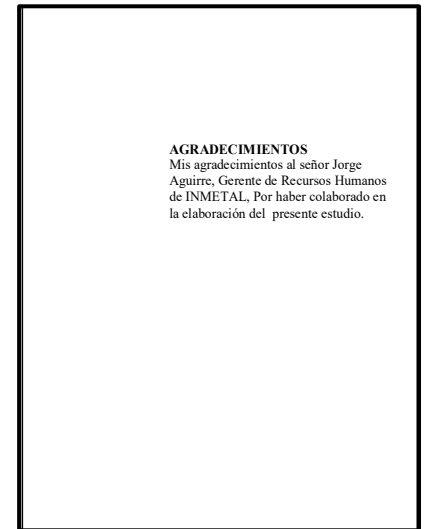 AGRADECIMIENTOS
Mis agradecimientos al señor Jorge
Aguirre, Gerente de Recursos Humanos
de INMETAL, Por haber colaborado en
la elaboración del presente estudio.